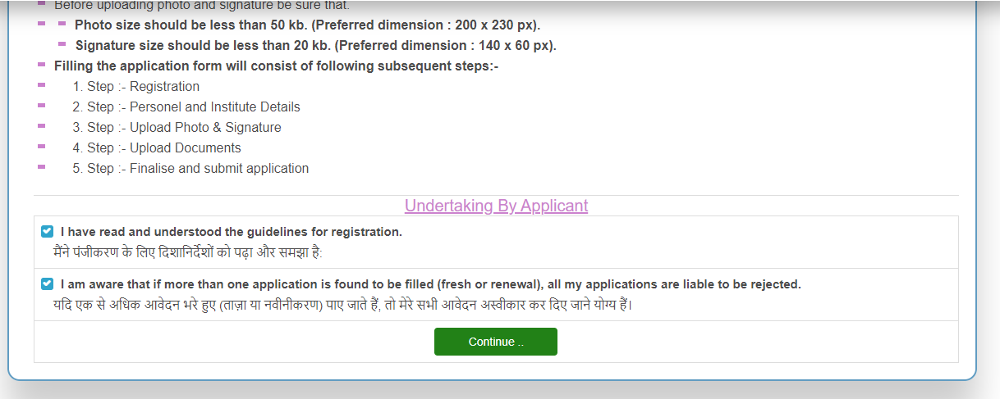 Before uploading photo and signature be sure that.
Photo size should be less than 50 kb. (Preferred dimension : 200 x 230 px).
Signature size should be less than 20 kb. (Preferred dimension : 140 x 60 px).
Filling the application form will consist of following subsequent steps:-
1. Step :- Registration
2. Step :- Personel and Institute Details
3. Step :- Upload Photo & Signature
4. Step :- Upload Documents
5. Step :- Finalise and submit application
Undertaking By Applicant
I have read and understood the guidelines for registration.
मैंने पंजीकरण के लिए दिशानिर्देशों को पढ़ा और समझा है:
I am aware that if more than one application is found to be filled (fresh or renewal), all my applications are liable to be rejected.
यदि एक से अधिक आवेदन भरे हुए (ताज़ा या नवीनीकरण) पाए जाते हैं, तो मेरे सभी आवेदन अस्वीकार कर दिए जाने योग्य हैं।
Continue ..